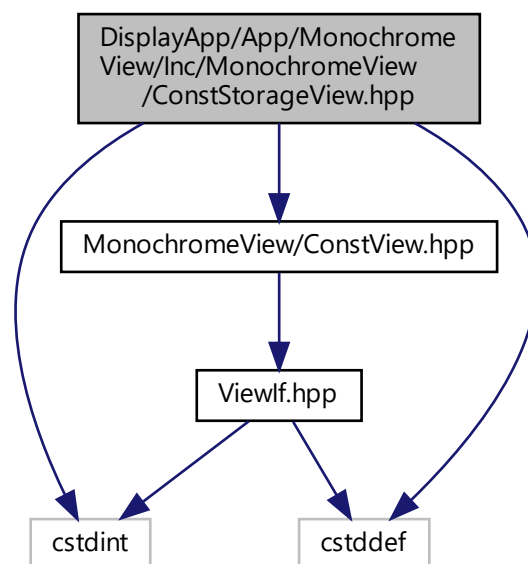 DisplayApp/App/Monochrome
View/Inc/MonochromeView
/ConstStorageView.hpp
MonochromeView/ConstView.hpp
ViewIf.hpp
cstdint
cstddef